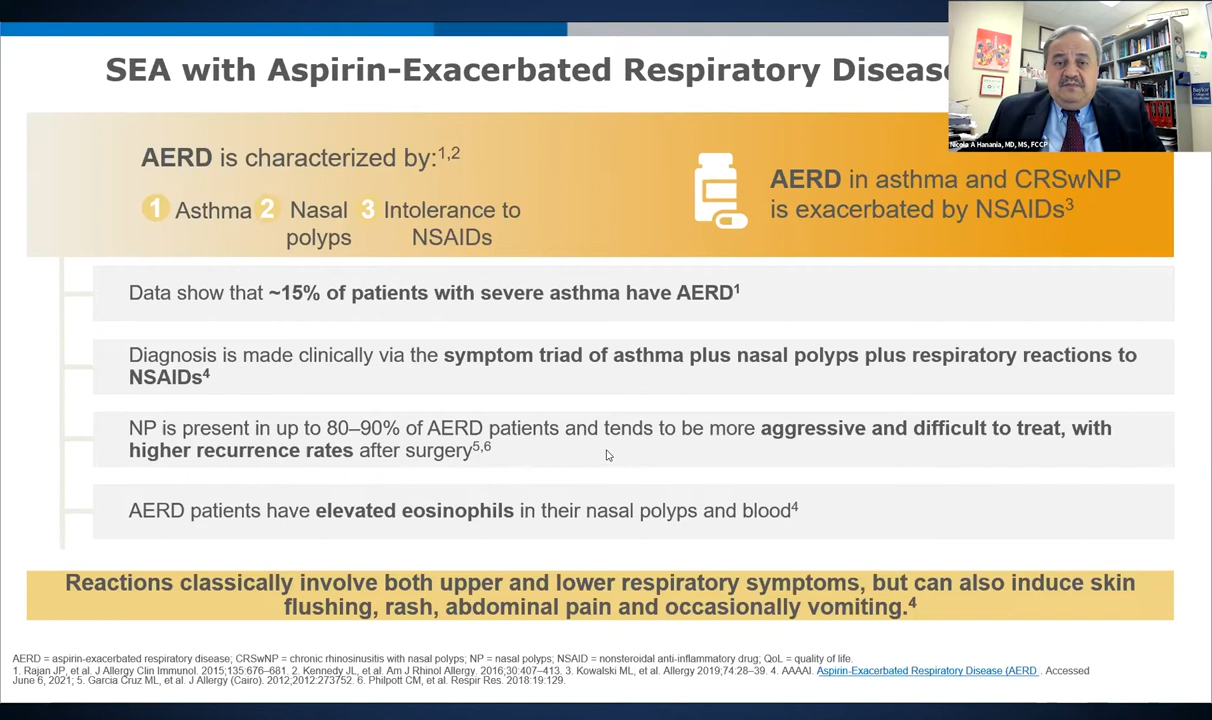 SEA with Aspirin-Exacerbated Respiratory Disease
Nicola A Hanania, MD, MS, FCCP
Baylor
College of
Medicine
AERD is characterized by:1,2
1 Asthma 2 Nasal polyps 3 Intolerance to NSAIDs
AERD in asthma and CRSwNP
is exacerbated by NSAIDs3
Data show that ~15% of patients with severe asthma have AERD1
Diagnosis is made clinically via the symptom triad of asthma plus nasal polyps plus respiratory reactions to
NSAIDs4
NP is present in up to 80–90% of AERD patients and tends to be more aggressive and difficult to treat, with
higher recurrence rates after surgery5,6
AERD patients have elevated eosinophils in their nasal polyps and blood4
Reactions classically involve both upper and lower respiratory symptoms, but can also induce skin
flushing, rash, abdominal pain and occasionally vomiting.4
AERD = aspirin-exacerbated respiratory disease; CRSwNP = chronic rhinosinusitis with nasal polyps; NP = nasal polyps; NSAID = nonsteroidal anti-inflammatory drug; QoL = quality of life.
1. Rajan JP, et al. J Allergy Clin Immunol. 2015;135:676–681. 2. Kennedy JL, et al. Am J Rhinol Allergy. 2016;30:407–413. 3. Kowalski ML, et al. Allergy 2019;74:28–39. 4. AAAAI. Aspirin-Exacerbated Respiratory Disease (AERD . Accessed
June 6, 2021; 5. Garcia Cruz ML, et al. J Allergy (Cairo). 2012;2012:273752. 6. Philpott CM, et al. Respir Res. 2018:19:129.